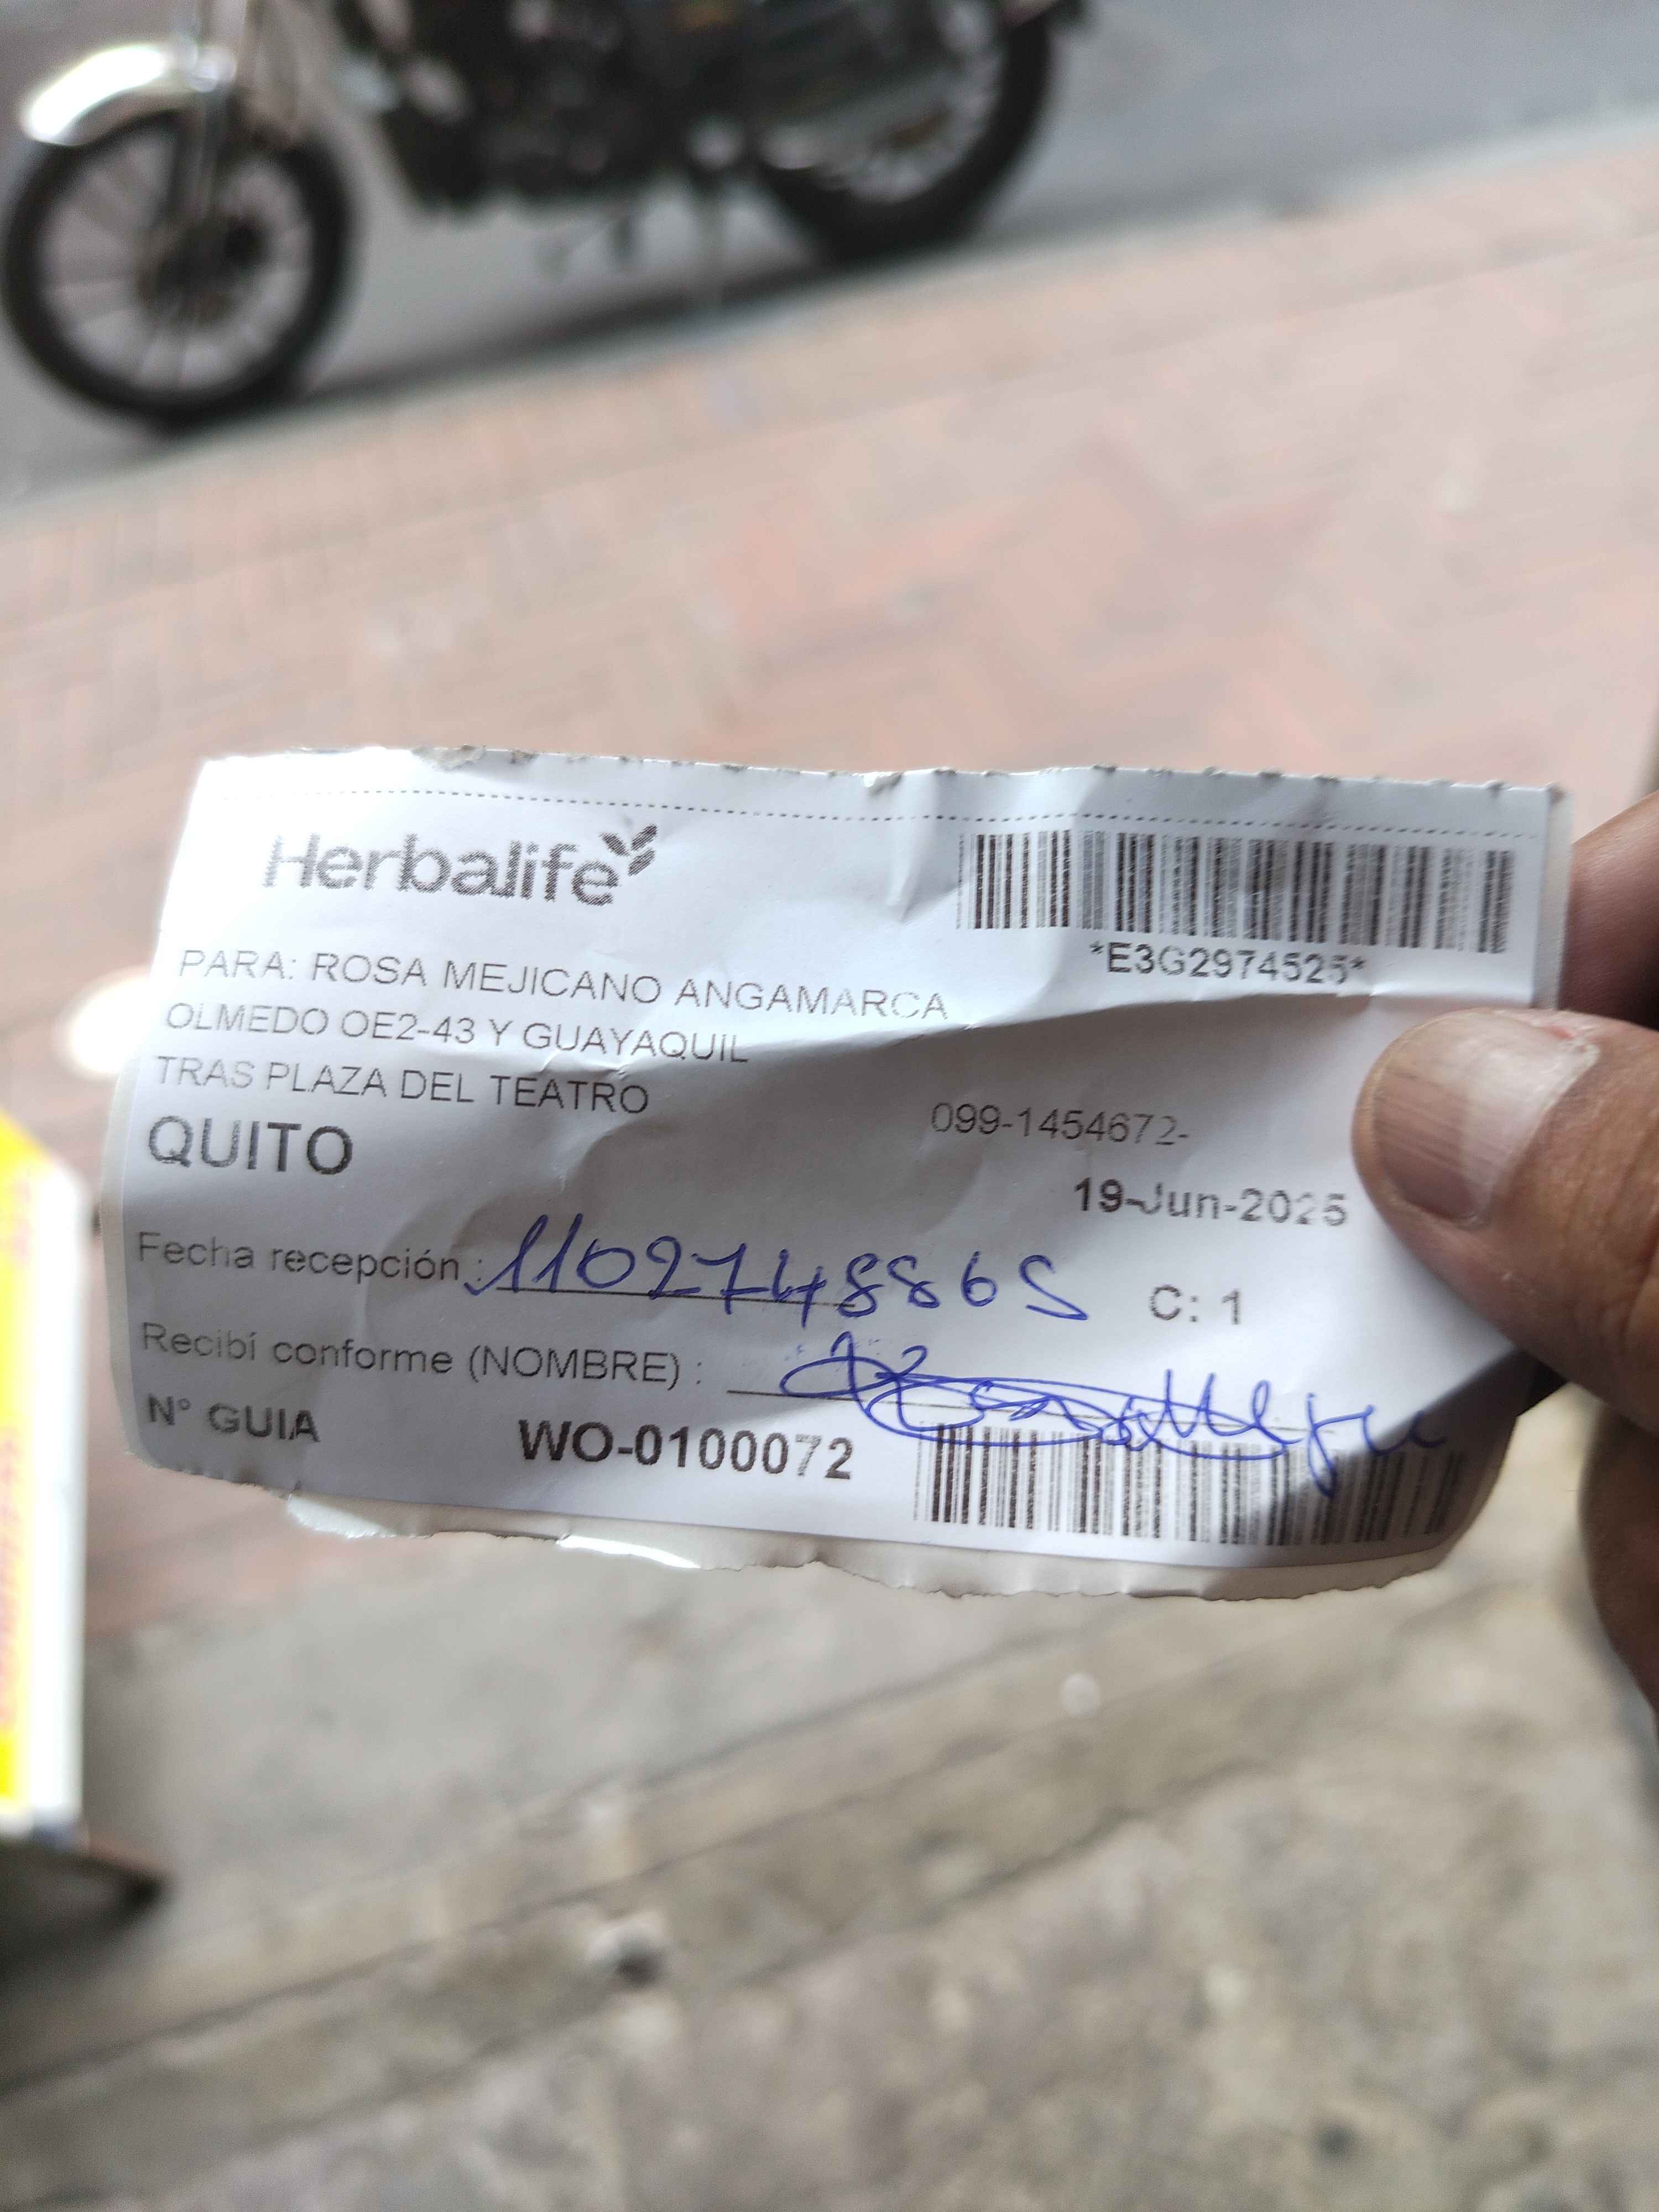 Herbalife
*E3G2974525*
PARA: ROSA MEJICANO ANGAMARCA
OLMEDO OE2-43 Y GUAYAQUIL
TRAS PLAZA DEL TEATRO
099-1454672-
QUITO
19-Jun-2025
Fecha recepción : 1102748865 C: 1
Recibí conforme (NOMBRE) :
N° GUIA WO-0100072